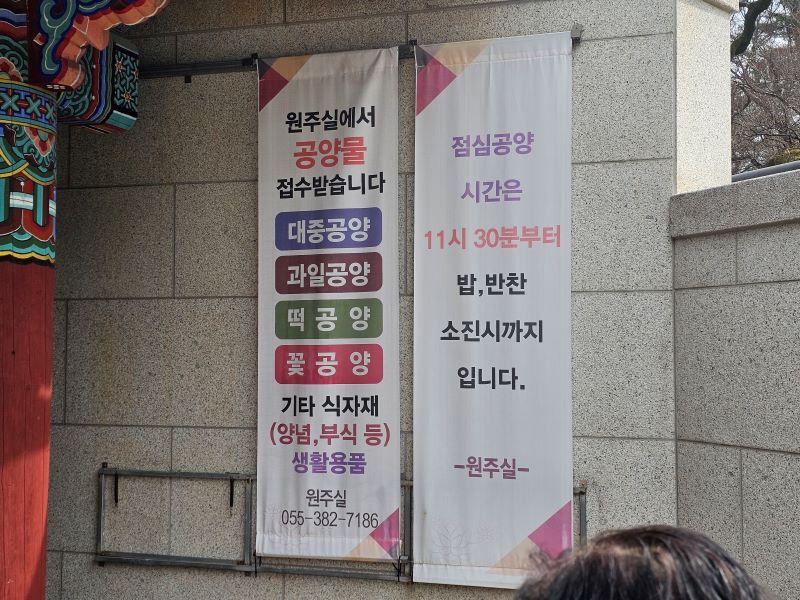 원주실에서
공양물
접수받습니다
대중공양
과일공양
떡 공 양
꽃 공 양
기타 식자재
(양념,부식 등)
생활용품
원주실
055-382-7186
점심공양
시간은
11시 30분부터
밥,반찬
소진시까지
입니다.
-원주실-